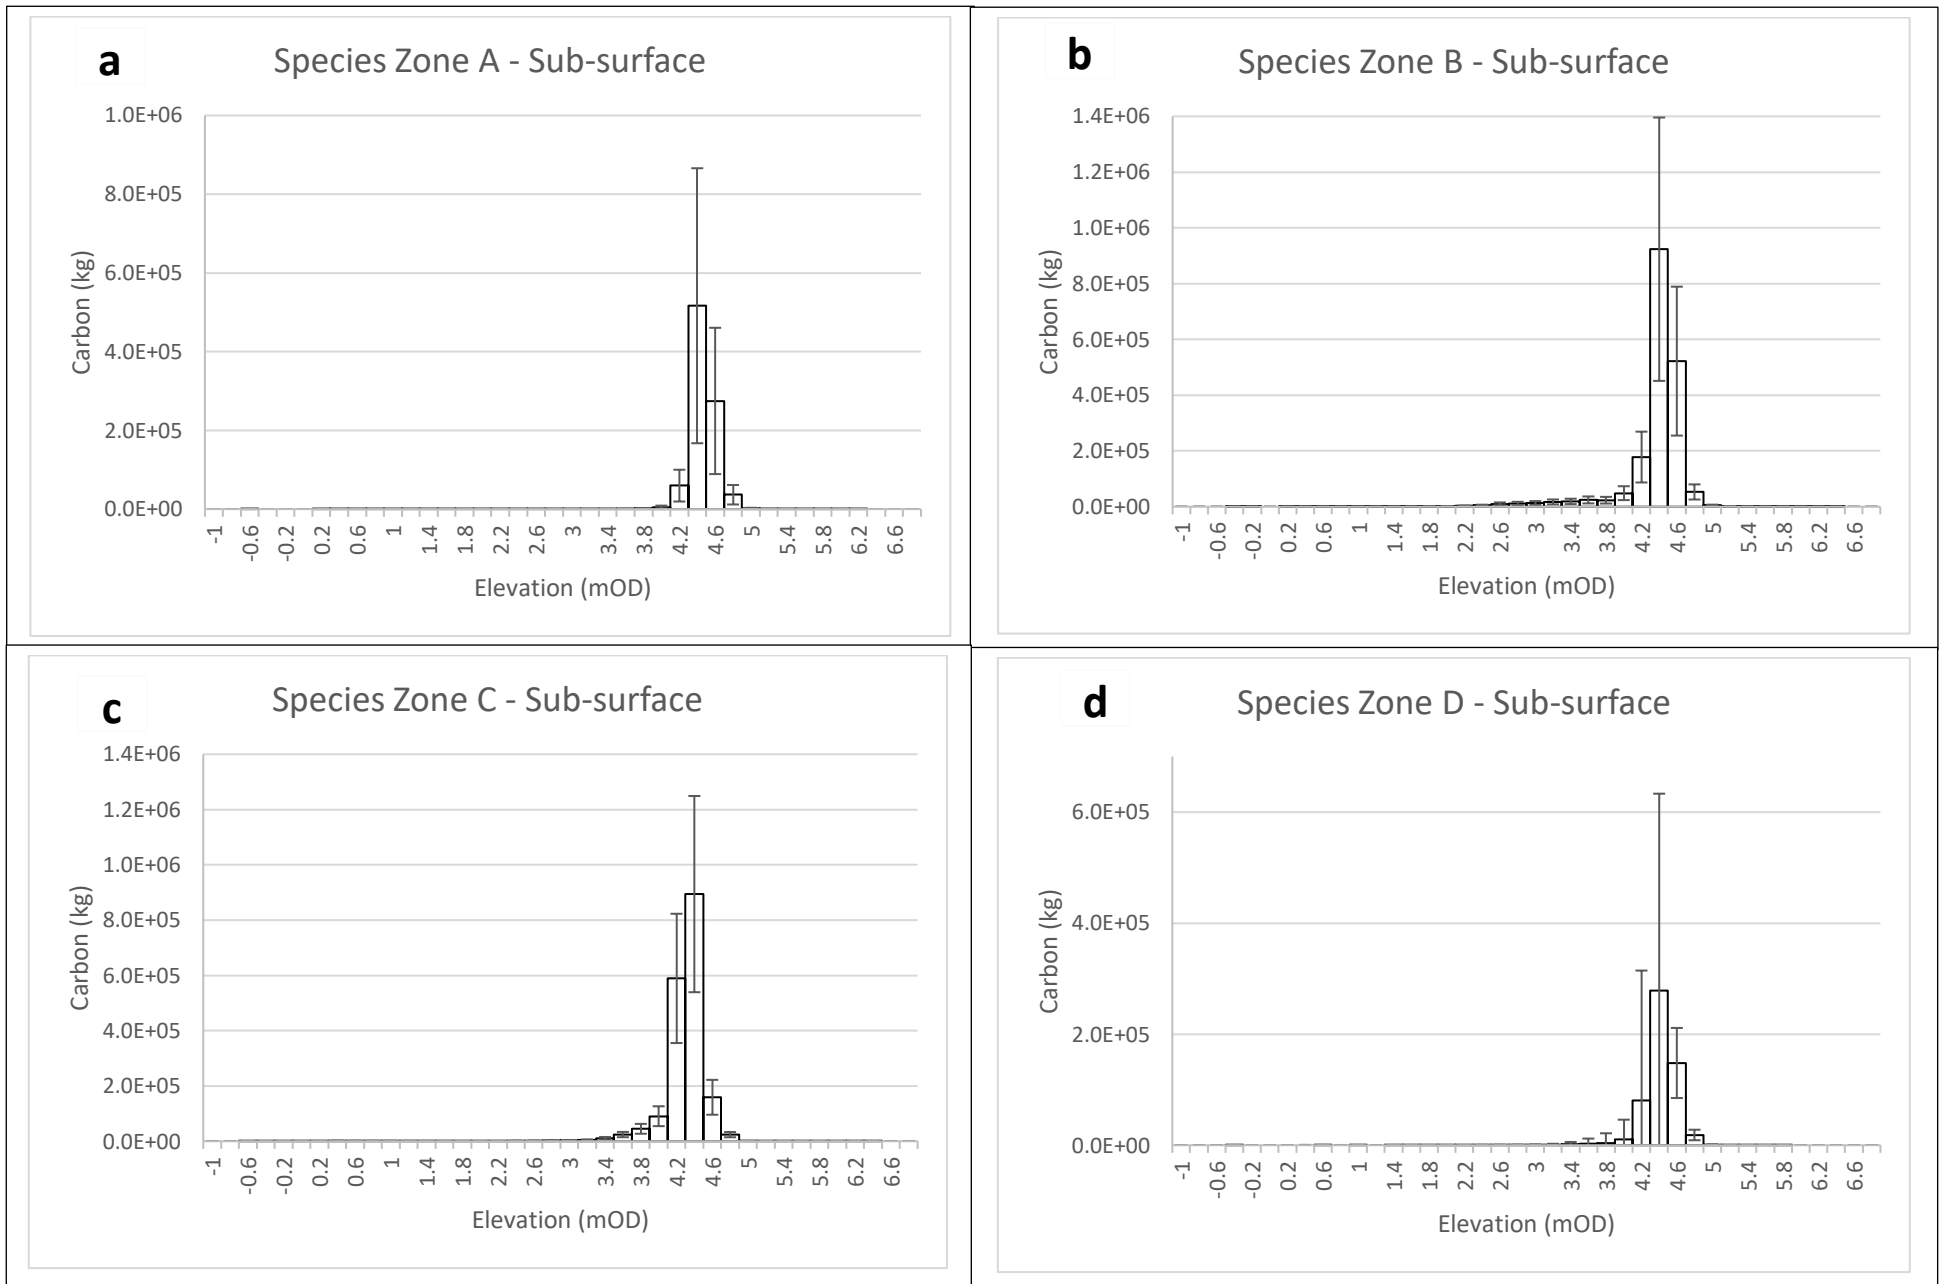 a
Species Zone A - Sub-surface
1.0E+06
8.0E+05
6.0E+05
4.0E+05
2.0E+05
0.0E+00
Carbon (kg)
-1 -0.6 -0.2 0.2 0.6 1 1.4 1.8 2.2 2.6 3 3.4 3.8 4.2 4.6 5 5.4 5.8 6.2 6.6
Elevation (mOD)
b
Species Zone B - Sub-surface
1.4E+06
1.2E+06
1.0E+06
8.0E+05
6.0E+05
4.0E+05
2.0E+05
0.0E+00
Carbon (kg)
-1 -0.6 -0.2 0.2 0.6 1 1.4 1.8 2.2 2.6 3 3.4 3.8 4.2 4.6 5 5.4 5.8 6.2 6.6
Elevation (mOD)
c
Species Zone C - Sub-surface
1.4E+06
1.2E+06
1.0E+06
8.0E+05
6.0E+05
4.0E+05
2.0E+05
0.0E+00
Carbon (kg)
-1 -0.6 -0.2 0.2 0.6 1 1.4 1.8 2.2 2.6 3 3.4 3.8 4.2 4.6 5 5.4 5.8 6.2 6.6
Elevation (mOD)
d
Species Zone D - Sub-surface
6.0E+05
4.0E+05
2.0E+05
0.0E+00
Carbon (kg)
-1 -0.6 -0.2 0.2 0.6 1 1.4 1.8 2.2 2.6 3 3.4 3.8 4.2 4.6 5 5.4 5.8 6.2 6.6
Elevation (mOD)